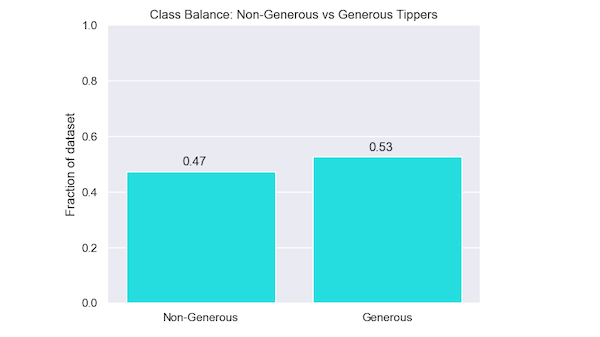 Class Balance: Non-Generous vs Generous Tippers
1.0
0.8
0.6
0.4
0.2
0.0
Fraction of dataset
0.47
0.53
Non-Generous
Generous